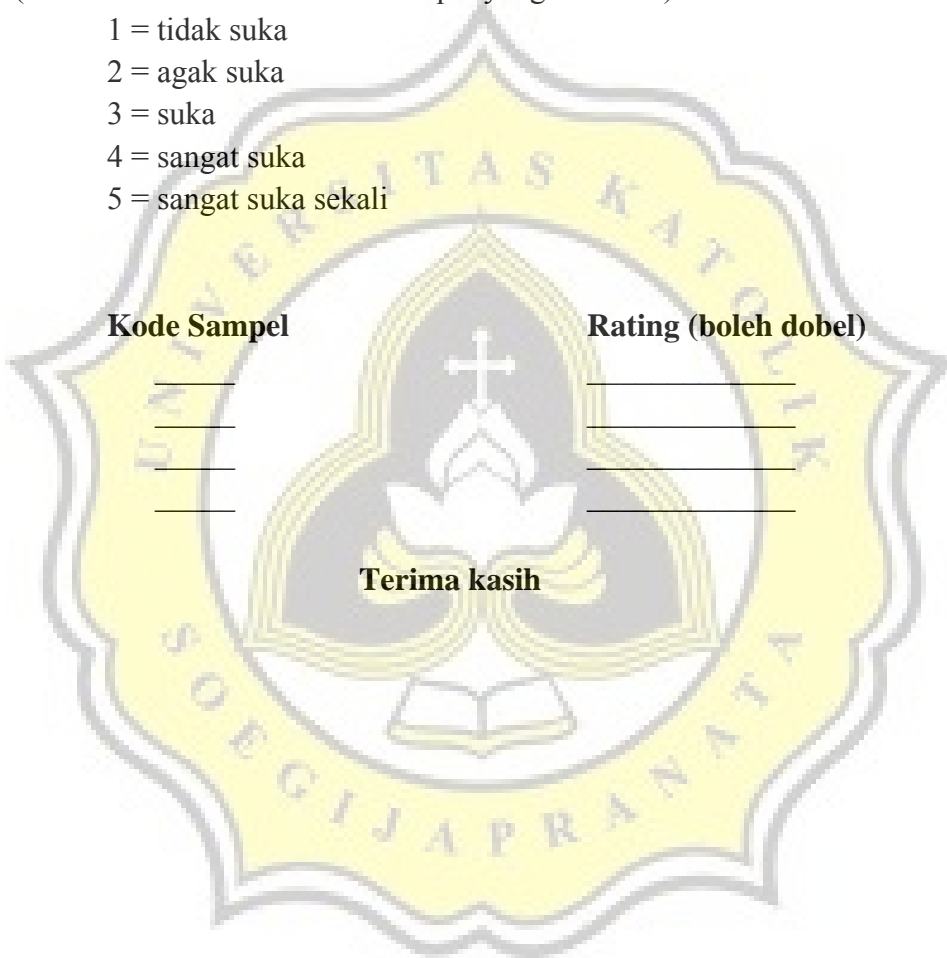 1 = tidak suka
2 = agak suka
3 = suka
4 = sangat suka
5 = sangat suka sekali
UNIVERSITAS KATOLIK
Kode Sampel Rating (boleh dobel)
Terima kasih
SOEGIJAPRANATA